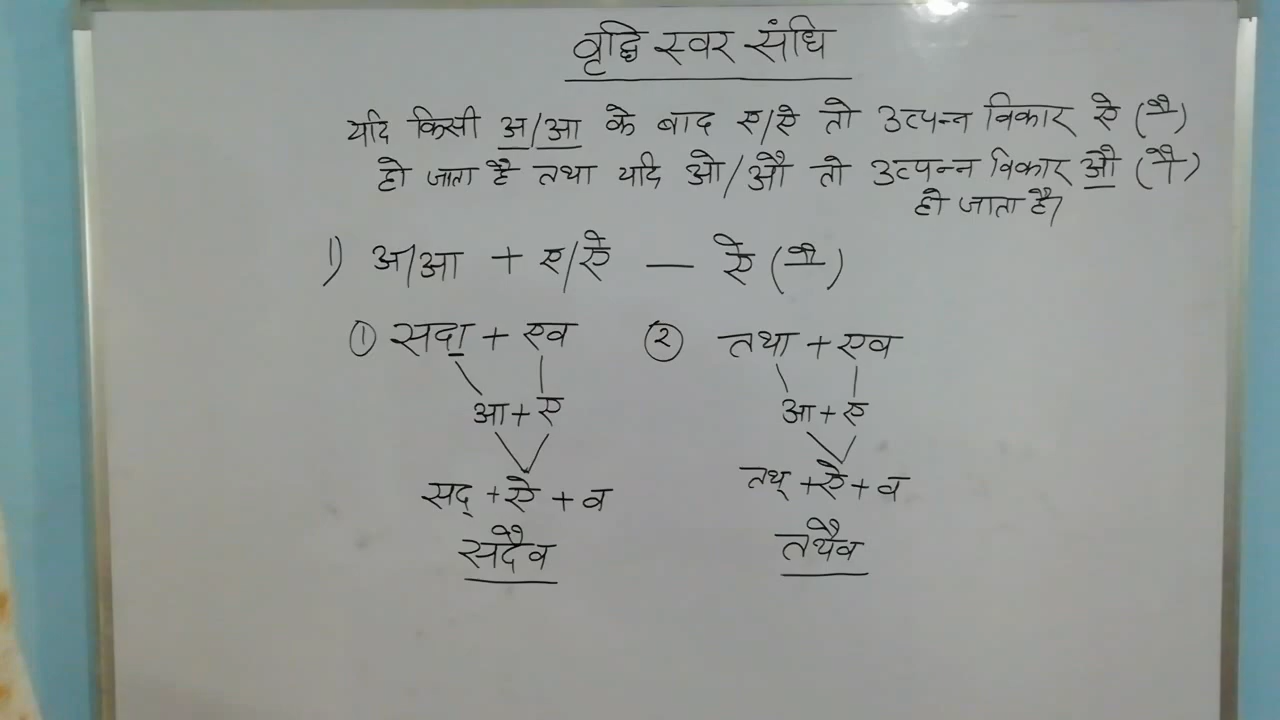 वृद्धि स्वर संधि
यदि किसी अ/आ के बाद ए/ऐ तो उत्पन्न विकार ऐ (ै)
हो जाता है तथा यदि ओ/औ तो उत्पन्न विकार औ (ौ)
हो जाता है।
1) अ/आ + ए/ऐ — ऐ (ै)
① सदा + एव ② तथा + एव
आ + ए आ + ए
सद् + ऐ + व तथ् + ऐ + व
सदैव तथैव